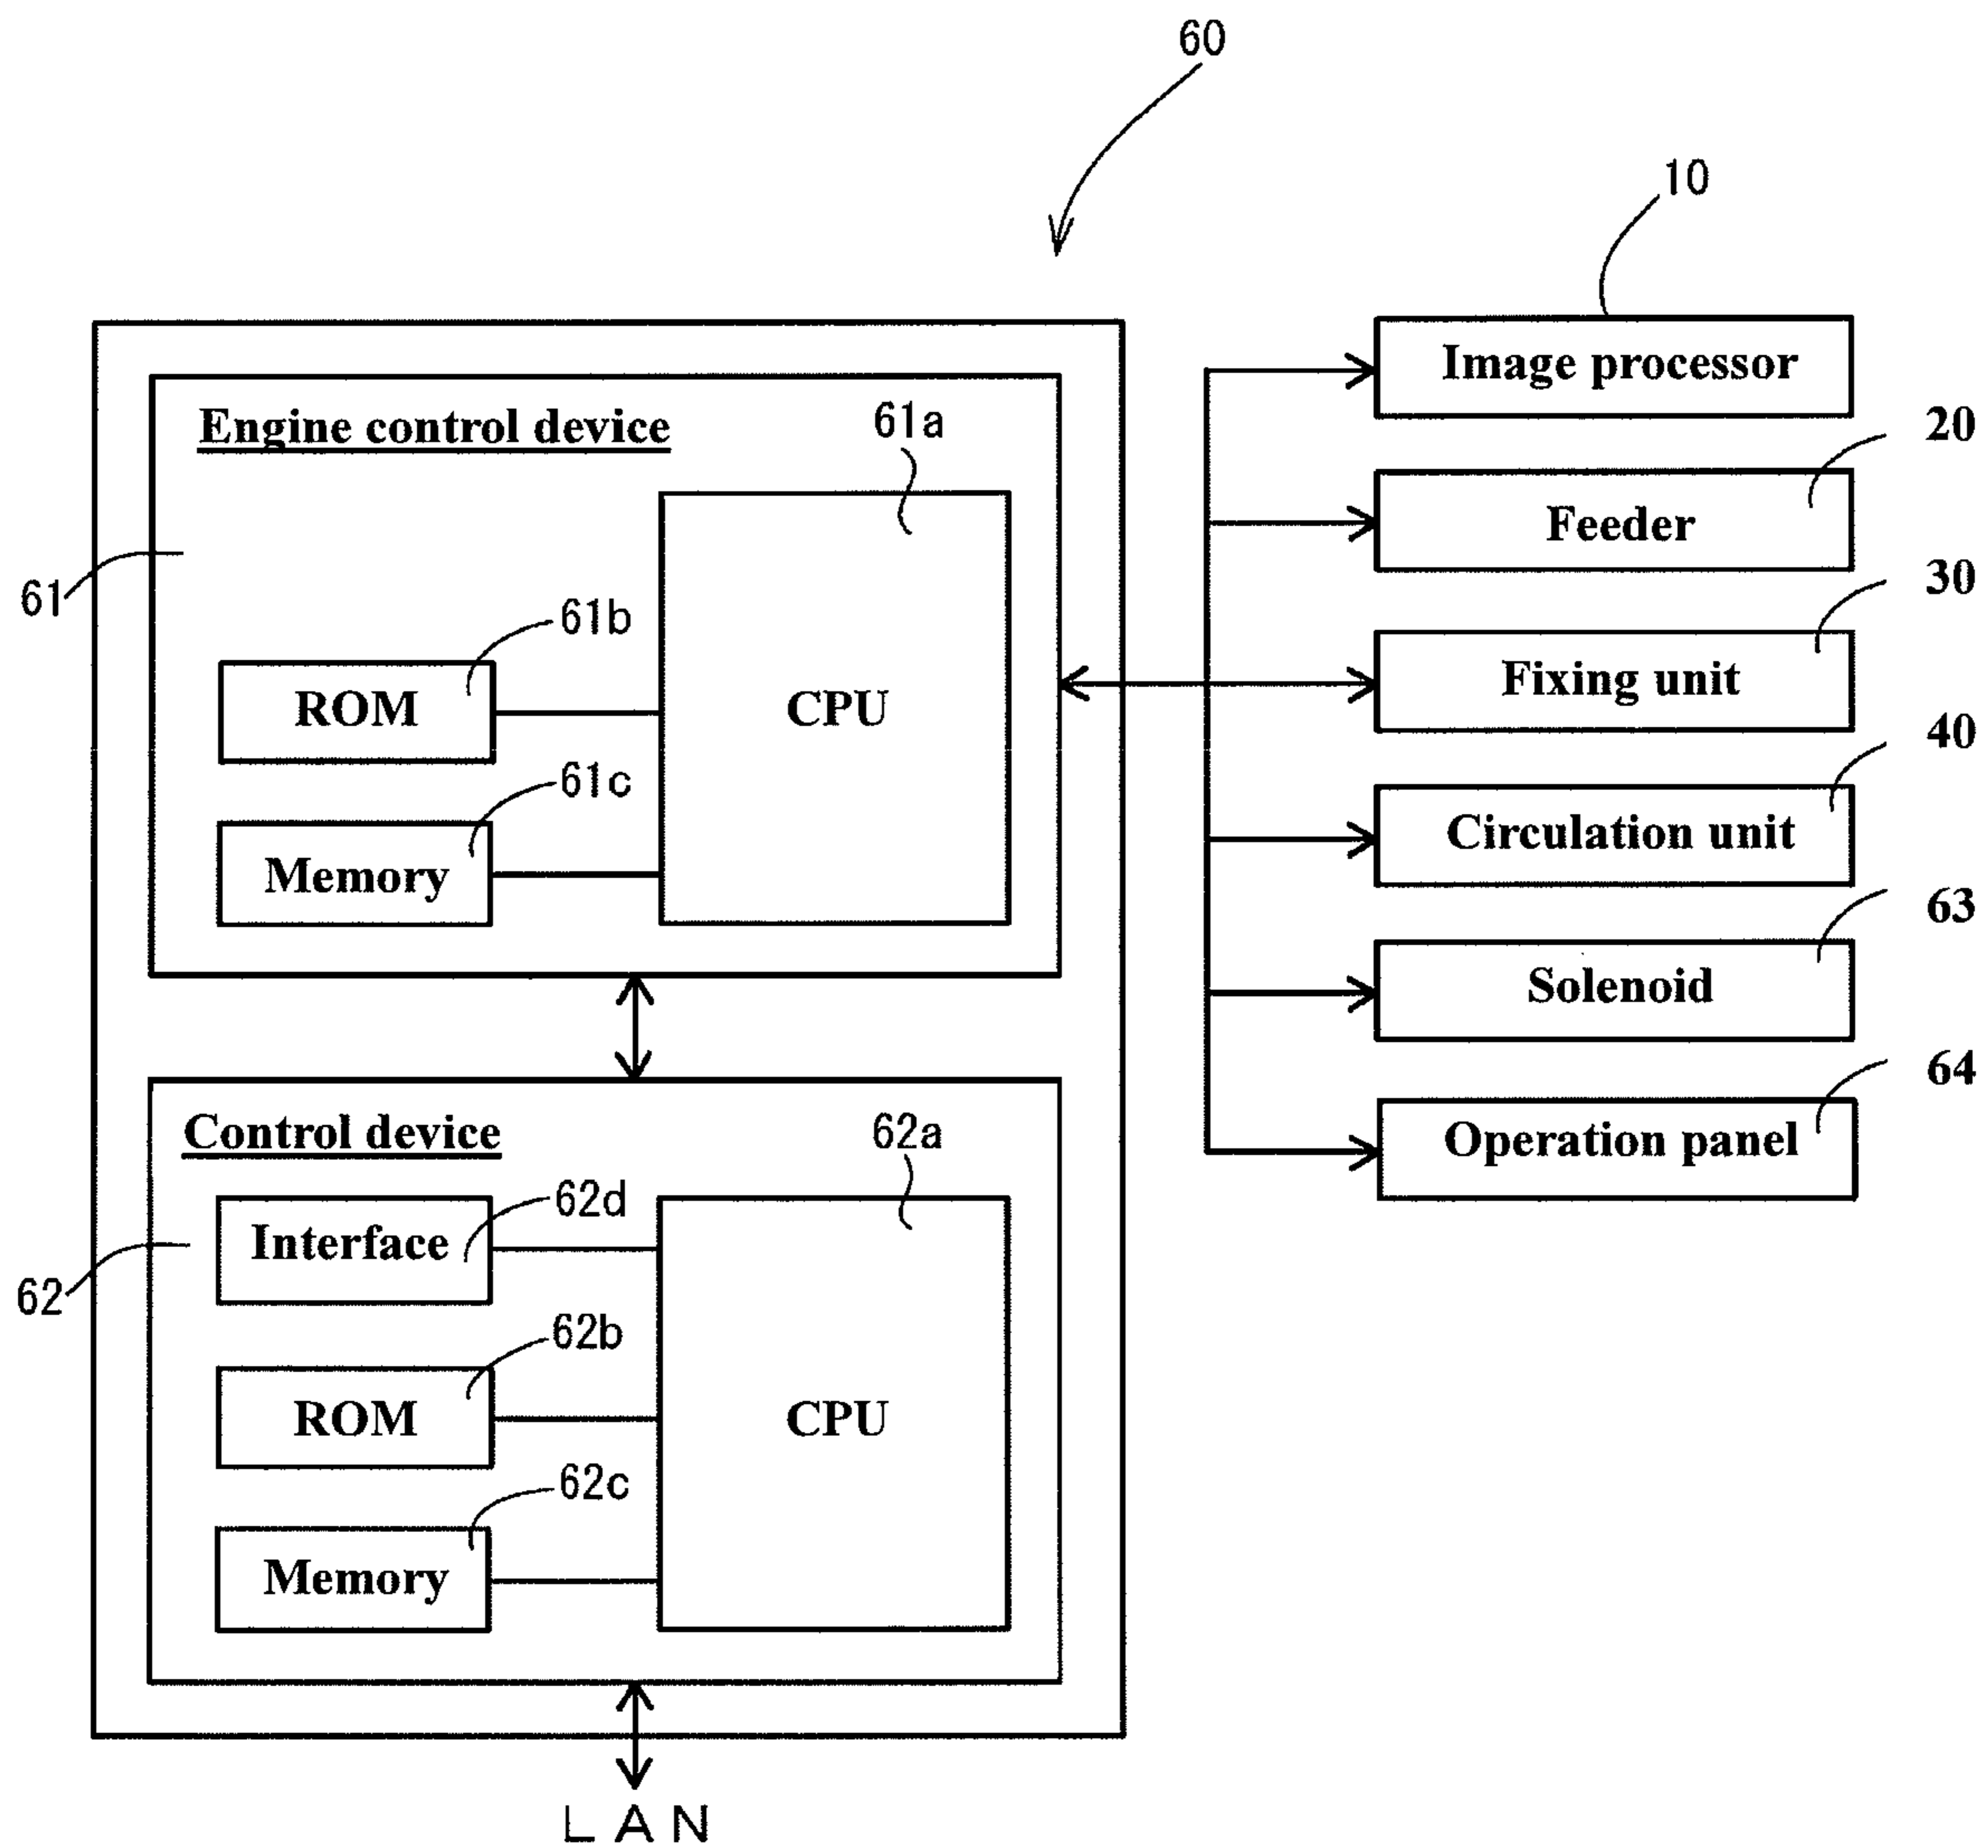 60
10
Image processor
Engine control device
61a
20
Feeder
61
61b
30
ROM
CPU
Fixing unit
61c
40
Memory
Circulation unit
63
Solenoid
64
Control device
62a
Operation panel
62d
Interface
62
62b
ROM
CPU
62c
Memory
LAN